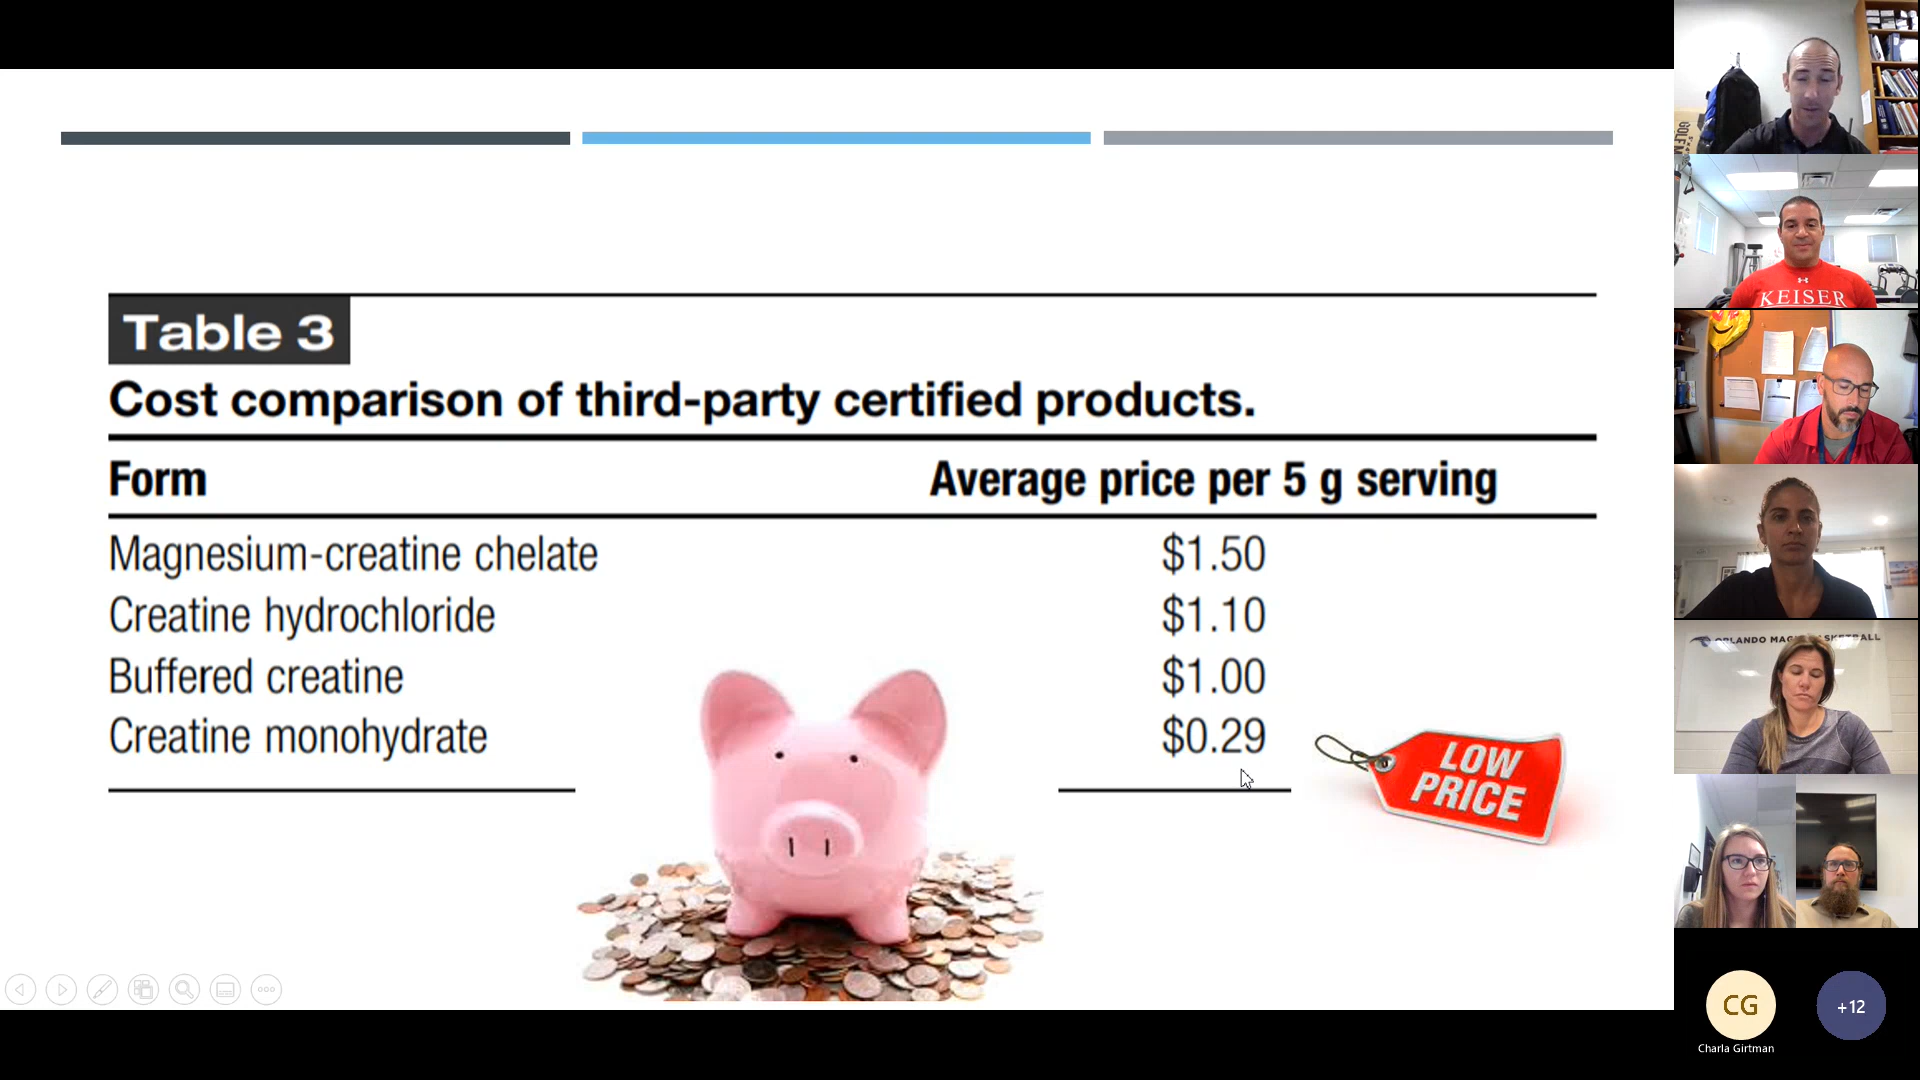 Table 3
Cost comparison of third-party certified products.
Form Average price per 5 g serving
Magnesium-creatine chelate $1.50
Creatine hydrochloride $1.10
Buffered creatine $1.00
Creatine monohydrate $0.29
LOW
PRICE
KEISER
CG
+12
Charla Girtman